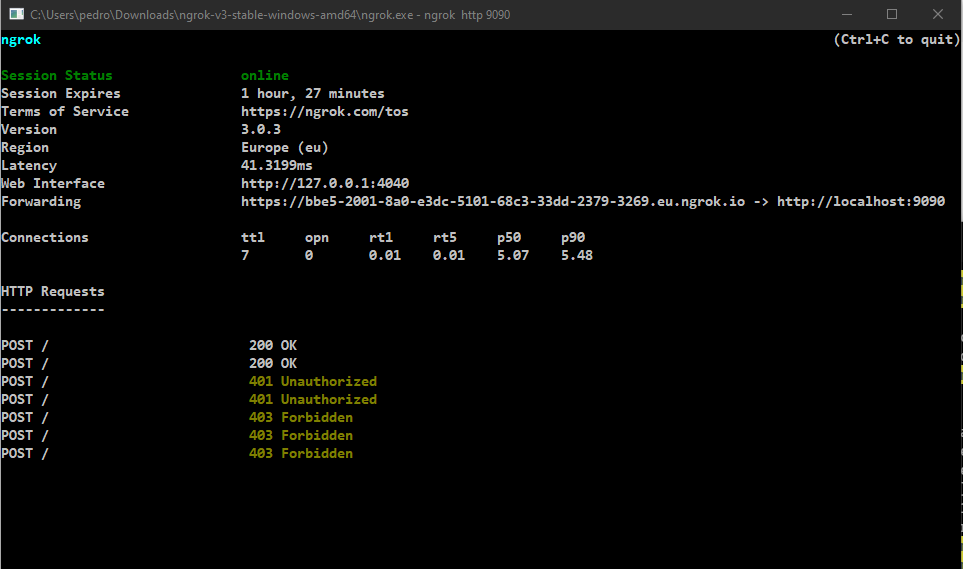 C:\Users\pedro\Downloads\ngrok-v3-stable-windows-amd64\ngrok.exe - ngrok http 9090
ngrok (Ctrl+C to quit)
Session Status online
Session Expires 1 hour, 27 minutes
Terms of Service https://ngrok.com/tos
Version 3.0.3
Region Europe (eu)
Latency 41.3199ms
Web Interface http://127.0.0.1:4040
Forwarding https://bbe5-2001-8a0-e3dc-5101-68c3-33dd-2379-3269.eu.ngrok.io -> http://localhost:9090
Connections ttl opn rt1 rt5 p50 p90
7 0 0.01 0.01 5.07 5.48
HTTP Requests
-------------
POST / 200 OK
POST / 200 OK
POST / 401 Unauthorized
POST / 401 Unauthorized
POST / 403 Forbidden
POST / 403 Forbidden
POST / 403 Forbidden